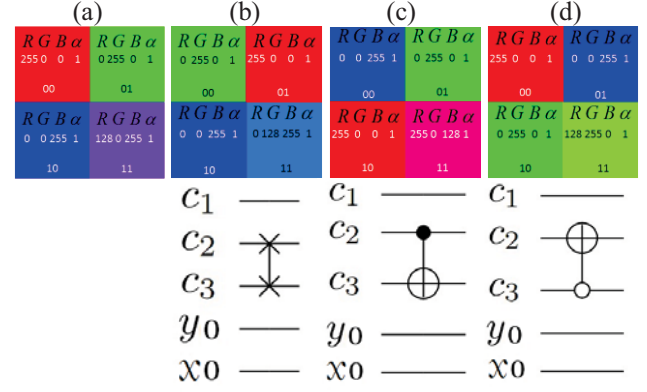 (a) (b) (c) (d)
R G B α R G B α R G B α R G B α R G B α R G B α R G B α R G B α
255 0 0 1 0 255 0 1 0 255 0 1 255 0 0 1 0 0 255 1 0 255 0 1 255 0 0 1 0 0 255 1
00 01 00 01 00 01 00 01
R G B α R G B α R G B α R G B α R G B α R G B α R G B α R G B α
0 0 255 1 128 0 255 1 0 0 255 1 0 128 255 1 255 0 0 1 255 0 128 1 0 255 0 1 128 255 0 1
10 11 10 11 10 11 10 11
c1 c1 c1
c2 c2 c2
c3 c3 c3
y0 y0 y0
x0 x0 x0